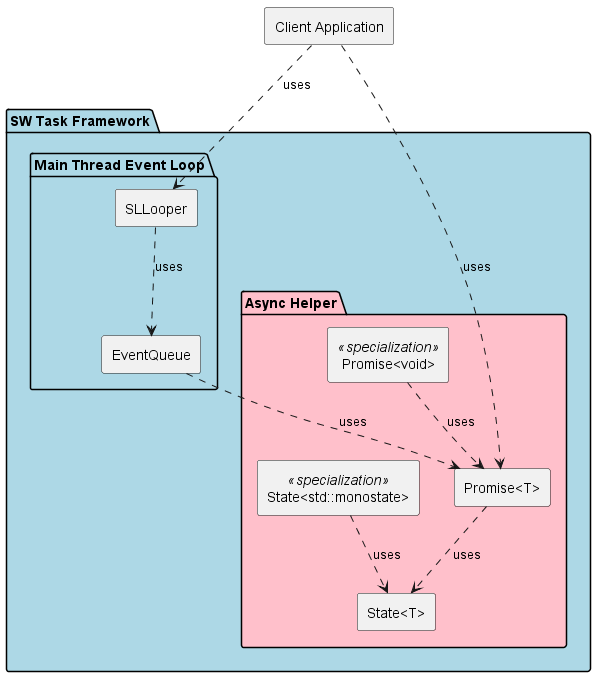 Client Application
uses
SW Task Framework
Main Thread Event Loop
SLLooper
uses
uses
EventQueue
Async Helper
«specialization»
Promise<void>
uses
uses
«specialization»
State<std::monostate>
Promise<T>
uses
uses
State<T>